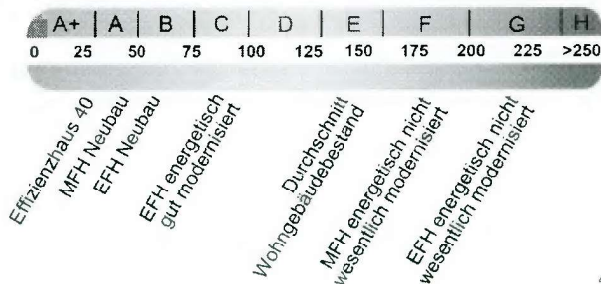 A+ A B C D E F G H
0 25 50 75 100 125 150 175 200 225 >250
Effizienzhaus 40
MFH Neubau
EFH Neubau
EFH energetisch
gut modernisiert
Durchschnitt
Wohngebäudebestand
MFH energetisch nicht
wesentlich modernisiert
EFH energetisch nicht
wesentlich modernisiert